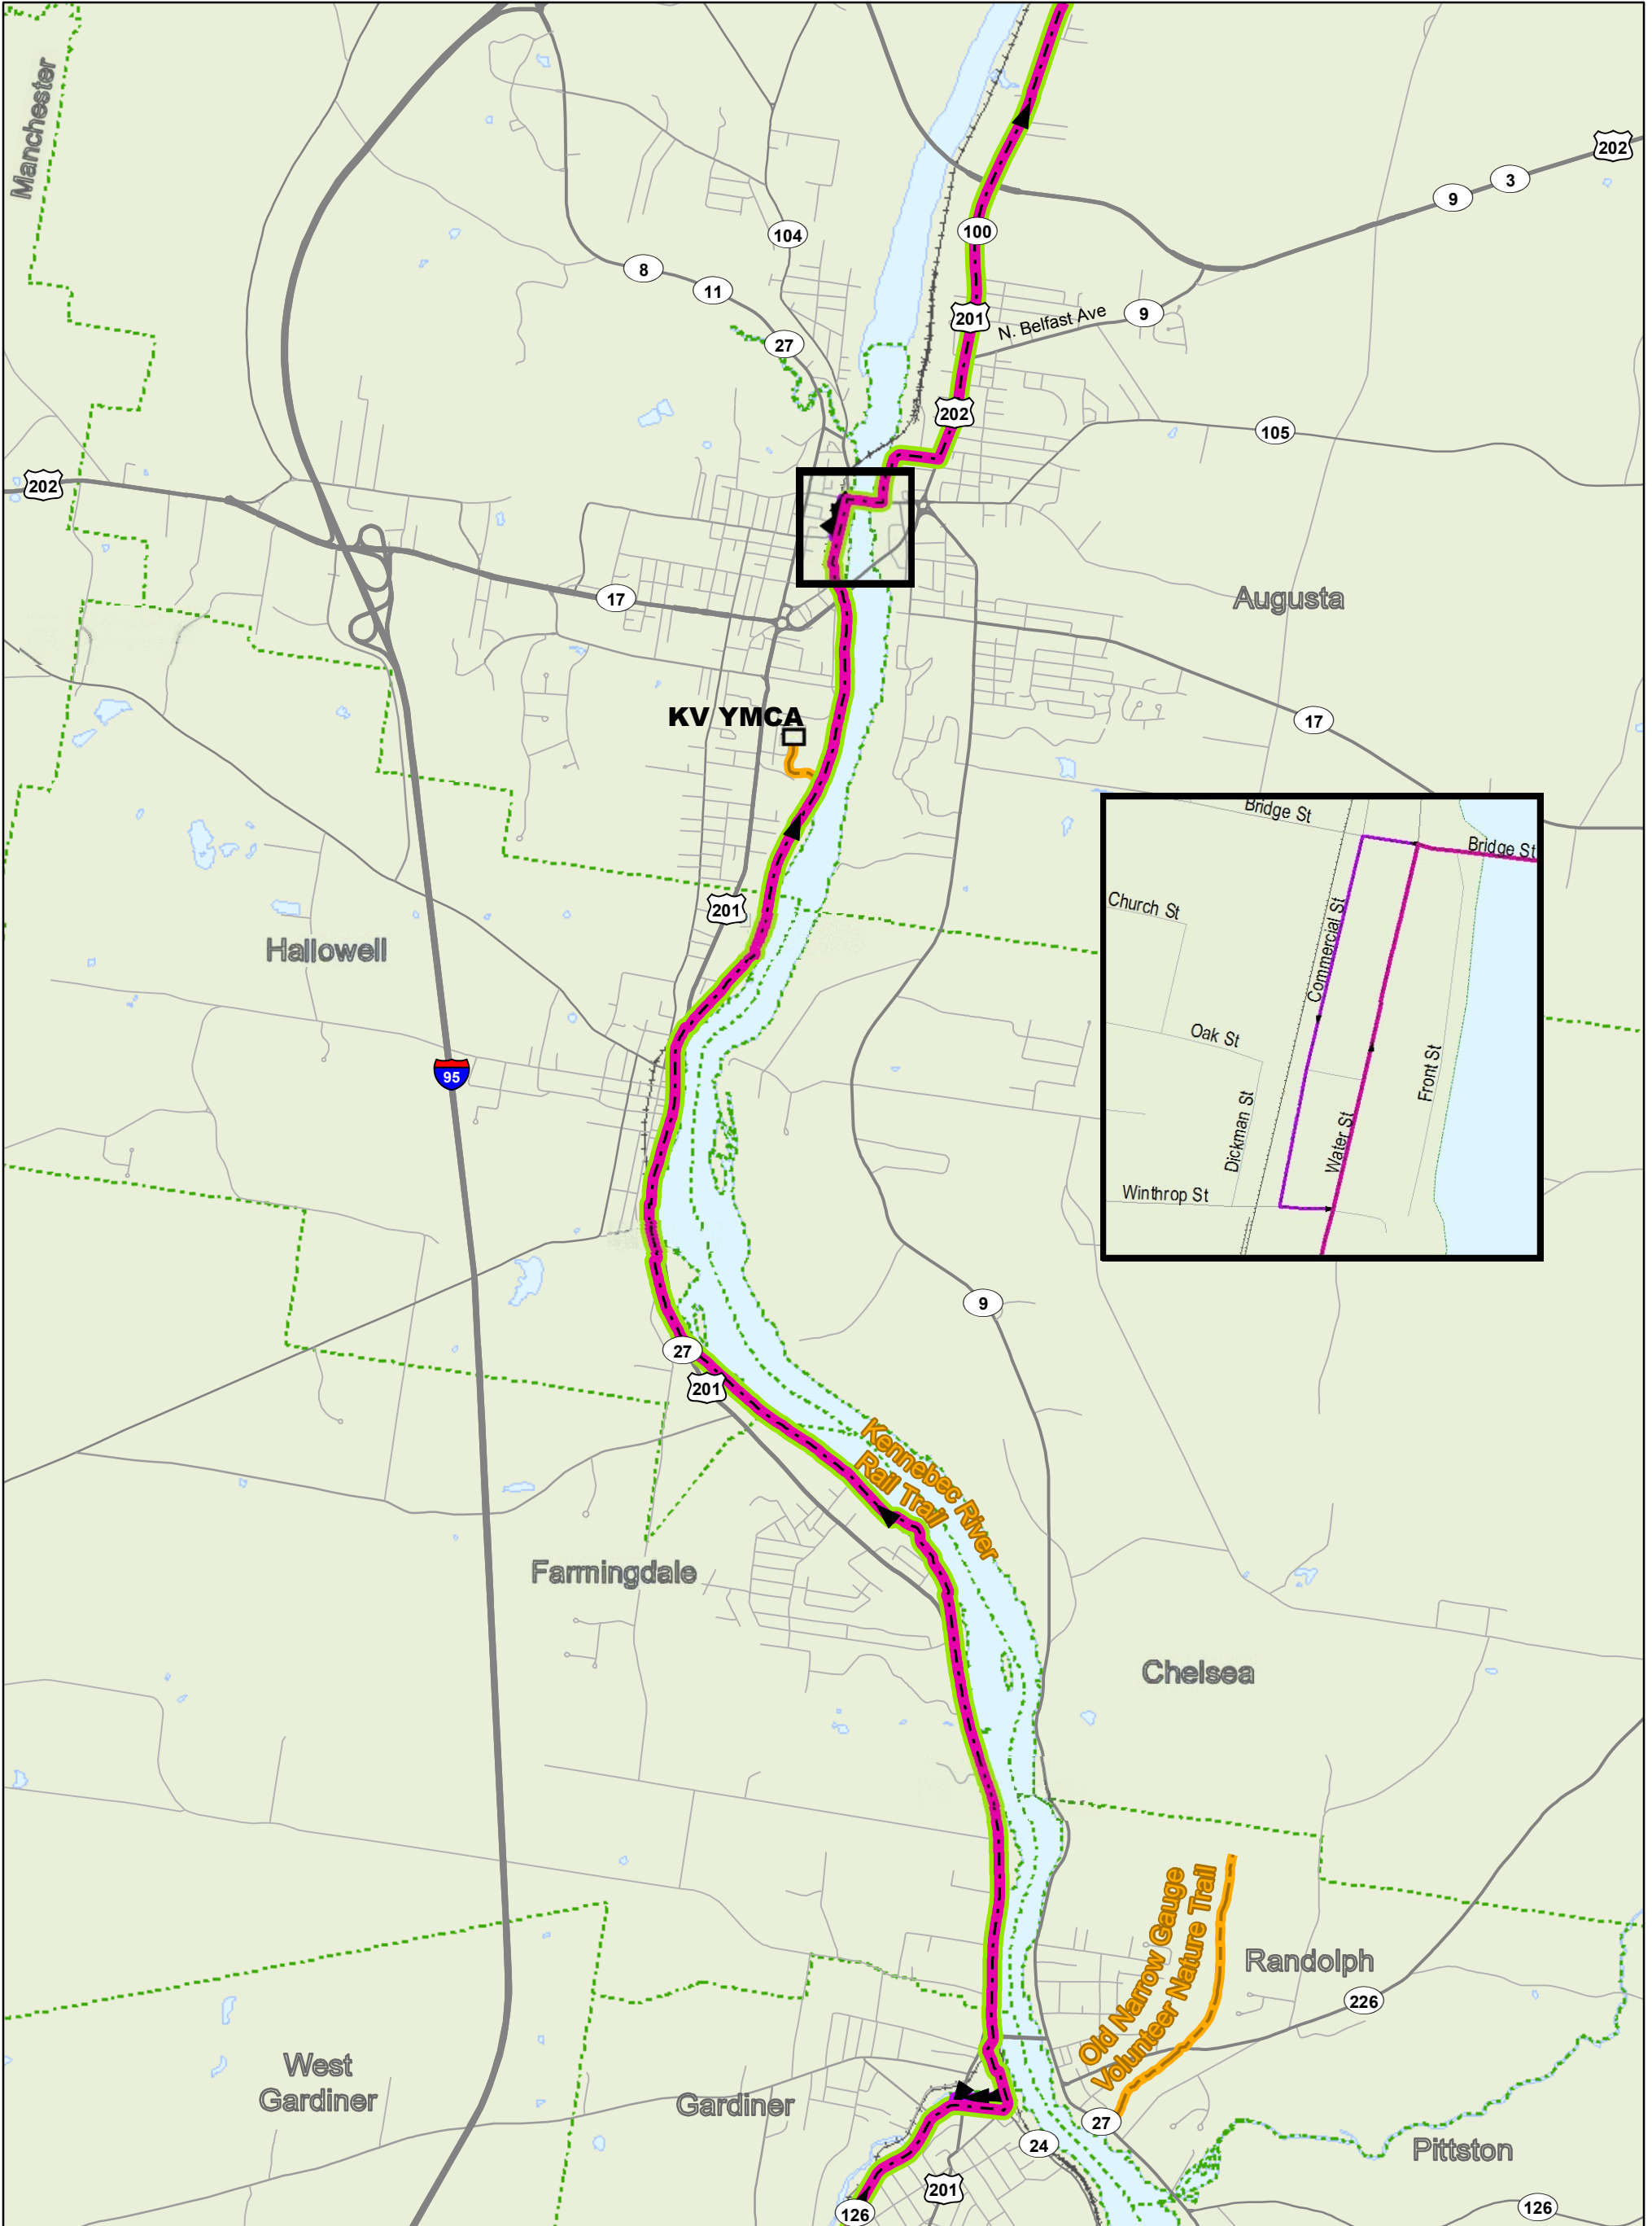 Manchester
202
3
9
104
100
8
11
201
N. Belfast Ave
9
27
202
105
202
17
Augusta
KV YMCA
17
Bridge St
Bridge St
Church St
Commercial St
Oak St
Front St
Dickman St
Water St
Winthrop St
201
Hallowell
95
9
27
201
Kennebec River
Rail Trail
Farmingdale
Chelsea
Old Narrow Gauge
Volunteer Nature Trail
Randolph
226
West
Gardiner
Gardiner
27
24
Pittston
201
126
126